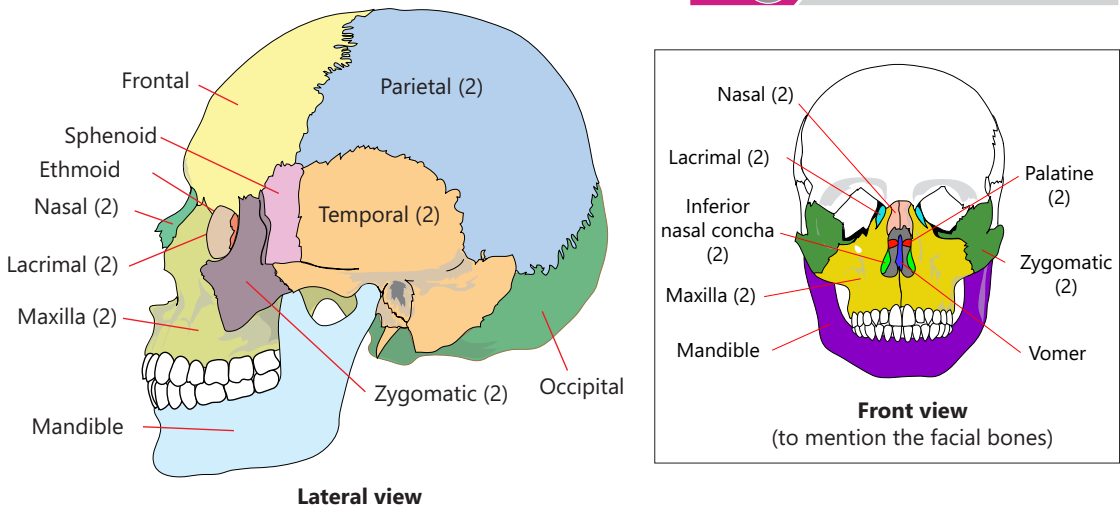 Frontal
Parietal (2)
Sphenoid
Ethmoid
Nasal (2)
Temporal (2)
Lacrimal (2)
Maxilla (2)
Zygomatic (2)
Occipital
Mandible
Lateral view
Nasal (2)
Lacrimal (2)
Palatine
(2)
Inferior
nasal concha
(2)
Zygomatic
(2)
Maxilla (2)
Mandible
Vomer
Front view
(to mention the facial bones)